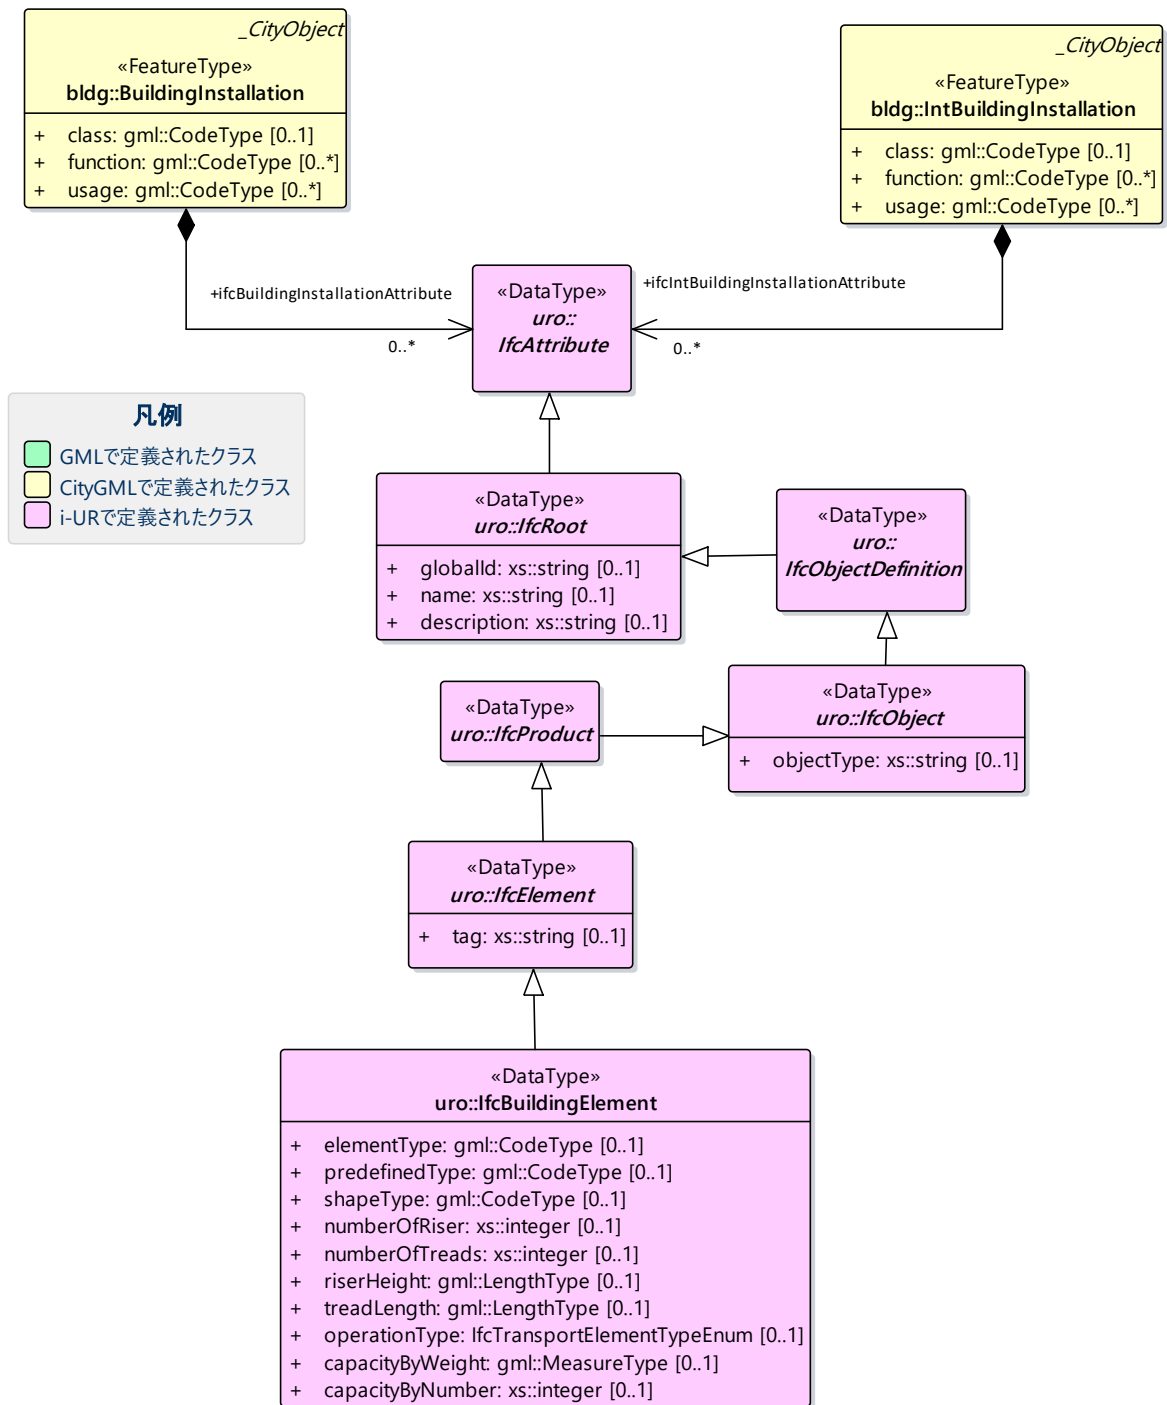 _CityObject
«FeatureType»
bldg::BuildingInstallation
+ class: gml::CodeType [0..1]
+ function: gml::CodeType [0..*]
+ usage: gml::CodeType [0..*]
_CityObject
«FeatureType»
bldg::IntBuildingInstallation
+ class: gml::CodeType [0..1]
+ function: gml::CodeType [0..*]
+ usage: gml::CodeType [0..*]
+ifcBuildingInstallationAttribute
0..*
+ifcIntBuildingInstallationAttribute
0..*
«DataType»
uro::
IfcAttribute
凡例
GMLで定義されたクラス
CityGMLで定義されたクラス
i-URで定義されたクラス
«DataType»
uro::IfcRoot
+ globalId: xs::string [0..1]
+ name: xs::string [0..1]
+ description: xs::string [0..1]
«DataType»
uro::
IfcObjectDefinition
«DataType»
uro::IfcObject
+ objectType: xs::string [0..1]
«DataType»
uro::IfcProduct
«DataType»
uro::IfcElement
+ tag: xs::string [0..1]
«DataType»
uro::IfcBuildingElement
+ elementType: gml::CodeType [0..1]
+ predefinedType: gml::CodeType [0..1]
+ shapeType: gml::CodeType [0..1]
+ numberOfRiser: xs::integer [0..1]
+ numberOfTreads: xs::integer [0..1]
+ riserHeight: gml::LengthType [0..1]
+ treadLength: gml::LengthType [0..1]
+ operationType: IfcTransportElementTypeEnum [0..1]
+ capacityByWeight: gml::MeasureType [0..1]
+ capacityByNumber: xs::integer [0..1]